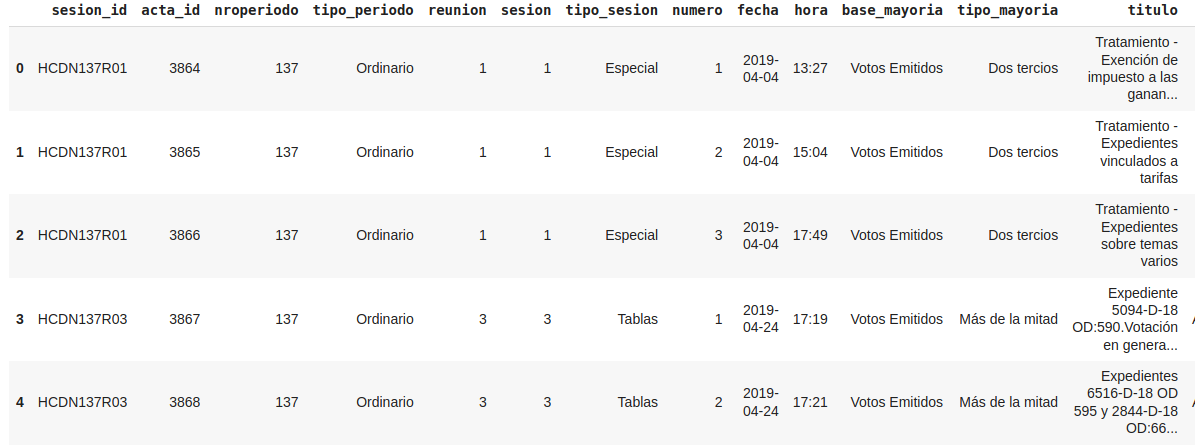 sesion_id acta_id nroperiodo tipo_periodo reunion sesion tipo_sesion numero fecha hora base_mayoria tipo_mayoria titulo
0 HCDN137R01 3864 137 Ordinario 1 1 Especial 1 2019-04-04 13:27 Votos Emitidos Dos tercios Tratamiento - Exención de impuesto a las ganan...
1 HCDN137R01 3865 137 Ordinario 1 1 Especial 2 2019-04-04 15:04 Votos Emitidos Dos tercios Tratamiento - Expedientes vinculados a tarifas
2 HCDN137R01 3866 137 Ordinario 1 1 Especial 3 2019-04-04 17:49 Votos Emitidos Dos tercios Tratamiento - Expedientes sobre temas varios
3 HCDN137R03 3867 137 Ordinario 3 3 Tablas 1 2019-04-24 17:19 Votos Emitidos Más de la mitad Expediente 5094-D-18 OD:590.Votación en genera...
4 HCDN137R03 3868 137 Ordinario 3 3 Tablas 2 2019-04-24 17:21 Votos Emitidos Más de la mitad Expedientes 6516-D-18 OD 595 y 2844-D-18 OD:66...